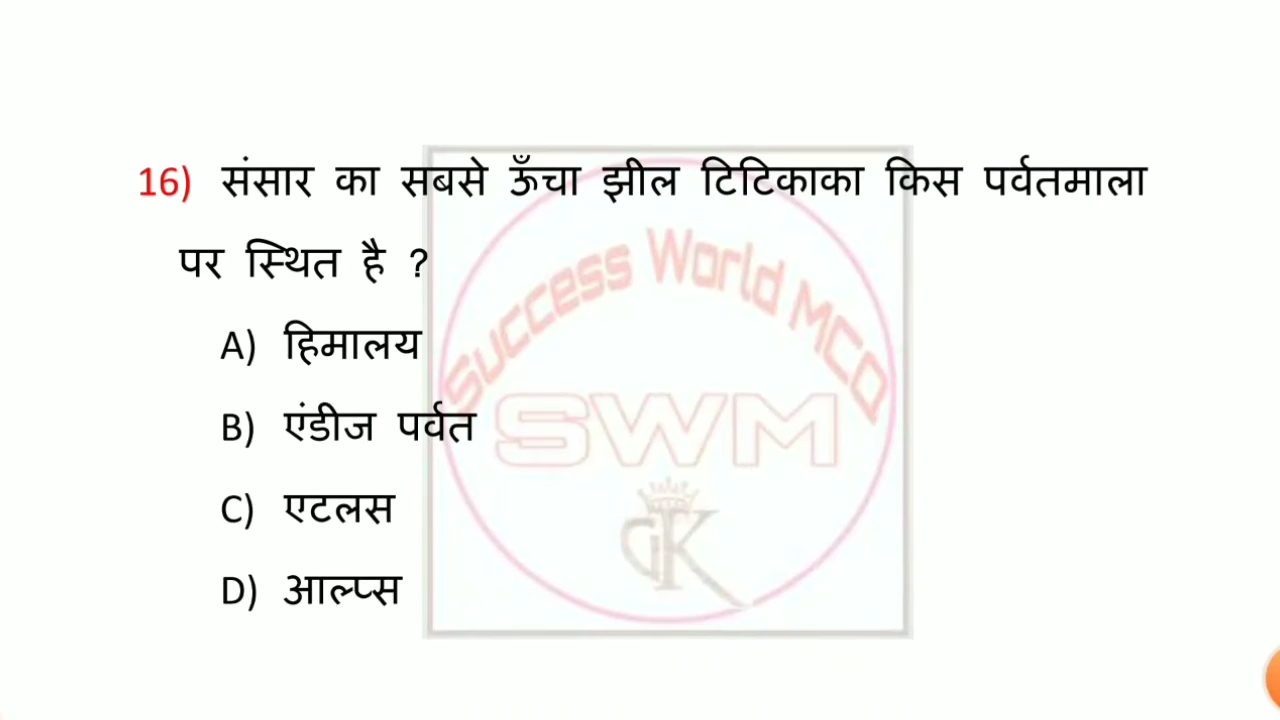 16) संसार का सबसे ऊँचा झील टिटिकाका किस पर्वतमाला
पर स्थित है ?
A) हिमालय
B) एंडीज पर्वत
C) एटलस
D) आल्प्स
Success World MCQ
SWM
GK